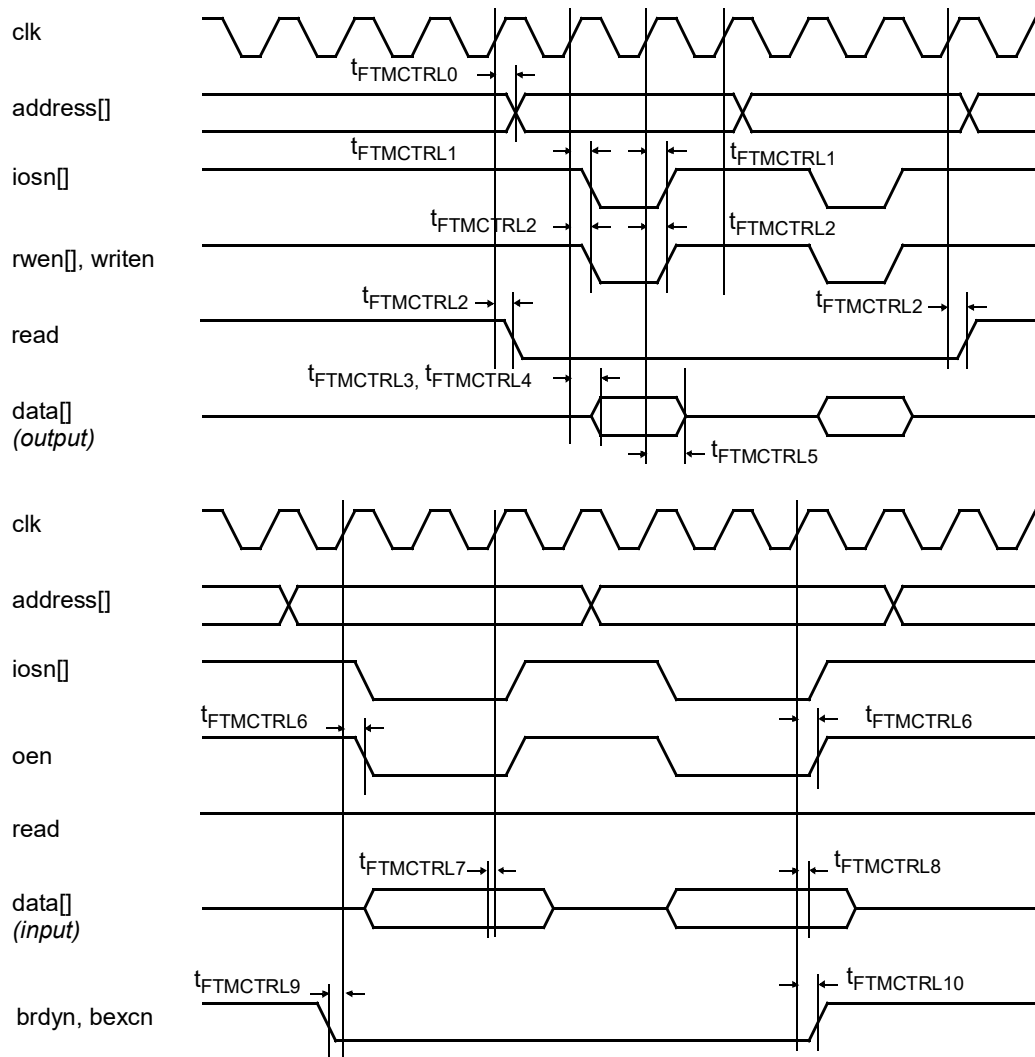 clk
tFTMCTRL0
address[]
tFTMCTRL1 tFTMCTRL1
iosn[]
tFTMCTRL2 tFTMCTRL2
rwen[], writen
tFTMCTRL2 tFTMCTRL2
read
tFTMCTRL3, tFTMCTRL4
data[]
(output)
tFTMCTRL5
clk
address[]
iosn[]
tFTMCTRL6 tFTMCTRL6
oen
read
tFTMCTRL7 tFTMCTRL8
data[]
(input)
tFTMCTRL9 tFTMCTRL10
brdyn, bexcn